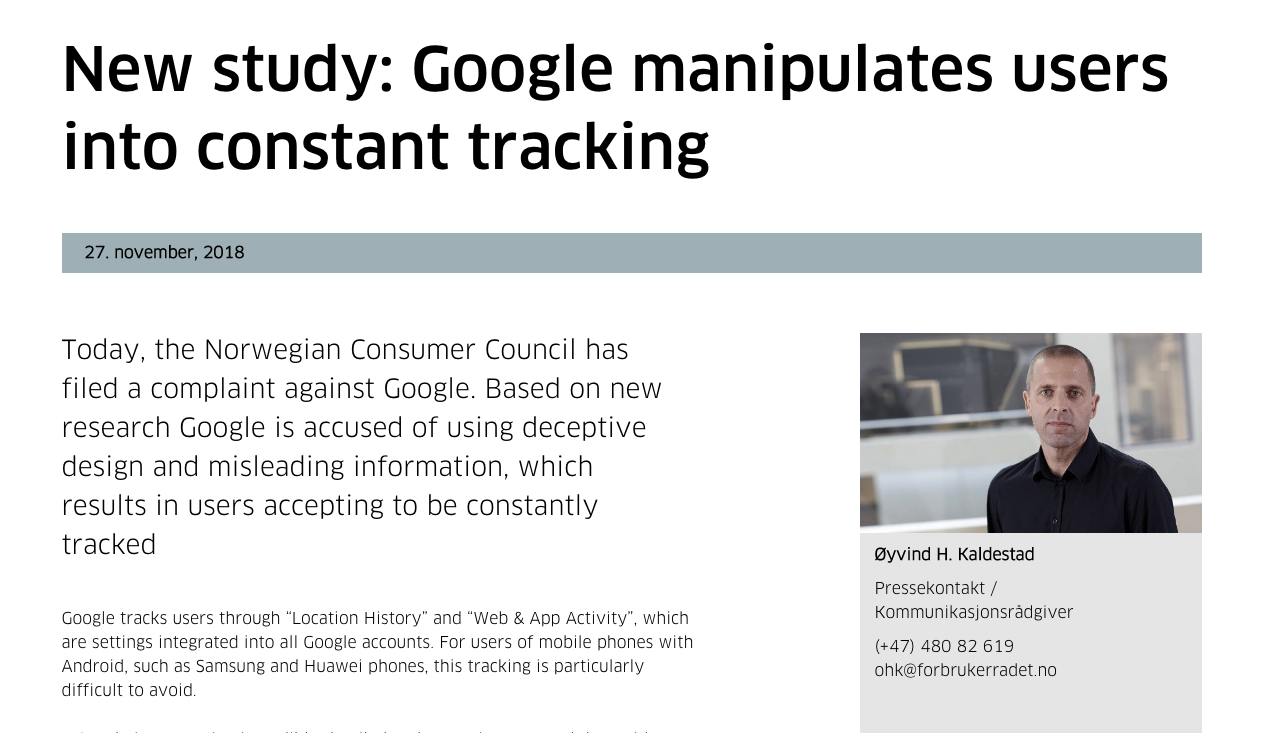 New study: Google manipulates users
into constant tracking
27. november, 2018
Today, the Norwegian Consumer Council has
filed a complaint against Google. Based on new
research Google is accused of using deceptive
design and misleading information, which
results in users accepting to be constantly
tracked
Google tracks users through “Location History” and “Web & App Activity”, which
are settings integrated into all Google accounts. For users of mobile phones with
Android, such as Samsung and Huawei phones, this tracking is particularly
difficult to avoid.
Øyvind H. Kaldestad
Pressekontakt /
Kommunikasjonsrådgiver
(+47) 480 82 619
ohk@forbrukerradet.no